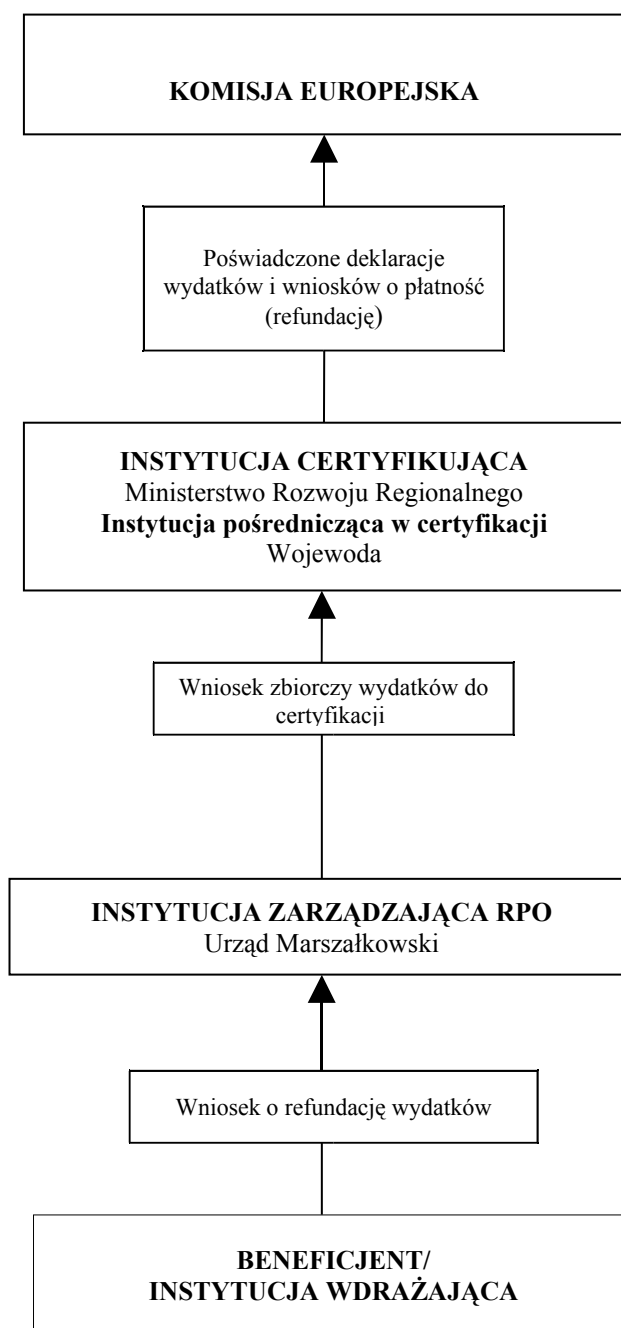 KOMISJA EUROPEJSKA
Poświadczone deklaracje
wydatków i wniosków o płatność
(refundację)
INSTYTUCJA CERTYFIKUJĄCA
Ministerstwo Rozwoju Regionalnego
Instytucja pośrednicząca w certyfikacji
Wojewoda
Wniosek zbiorczy wydatków do
certyfikacji
INSTYTUCJA ZARZĄDZAJĄCA RPO
Urząd Marszałkowski
Wniosek o refundację wydatków
BENEFICJENT/
INSTYTUCJA WDRAŻAJĄCA